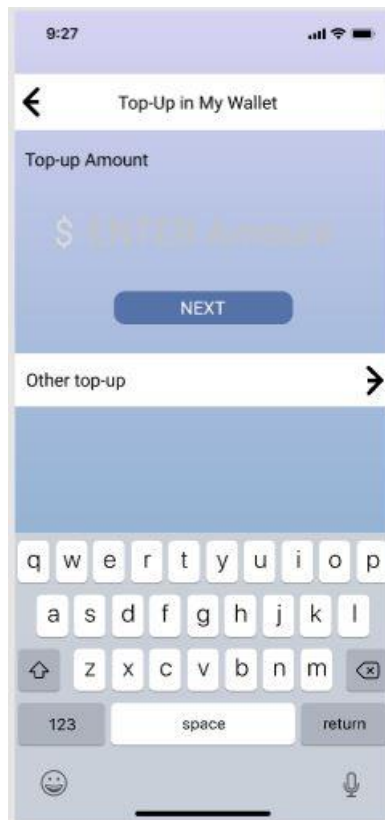 9:27
Top-Up in My Wallet
Top-up Amount
$ ENTER Amount
NEXT
Other top-up
q w e r t y u i o p
a s d f g h j k l
z x c v b n m
123 space return